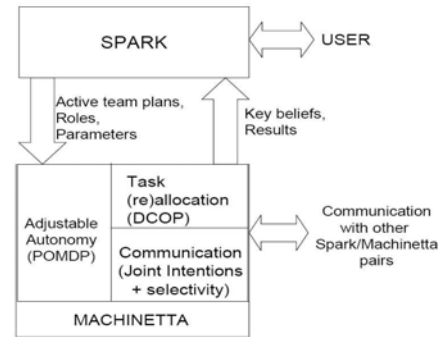 SPARK
USER
Active team plans,
Roles,
Parameters
Key beliefs,
Results
Adjustable
Autonomy
(POMDP)
Task
(re)allocation
(DCOP)
Communication
(Joint Intentions
+ selectivity)
MACHINETTA
Communication
with other
Spark/Machinetta
pairs